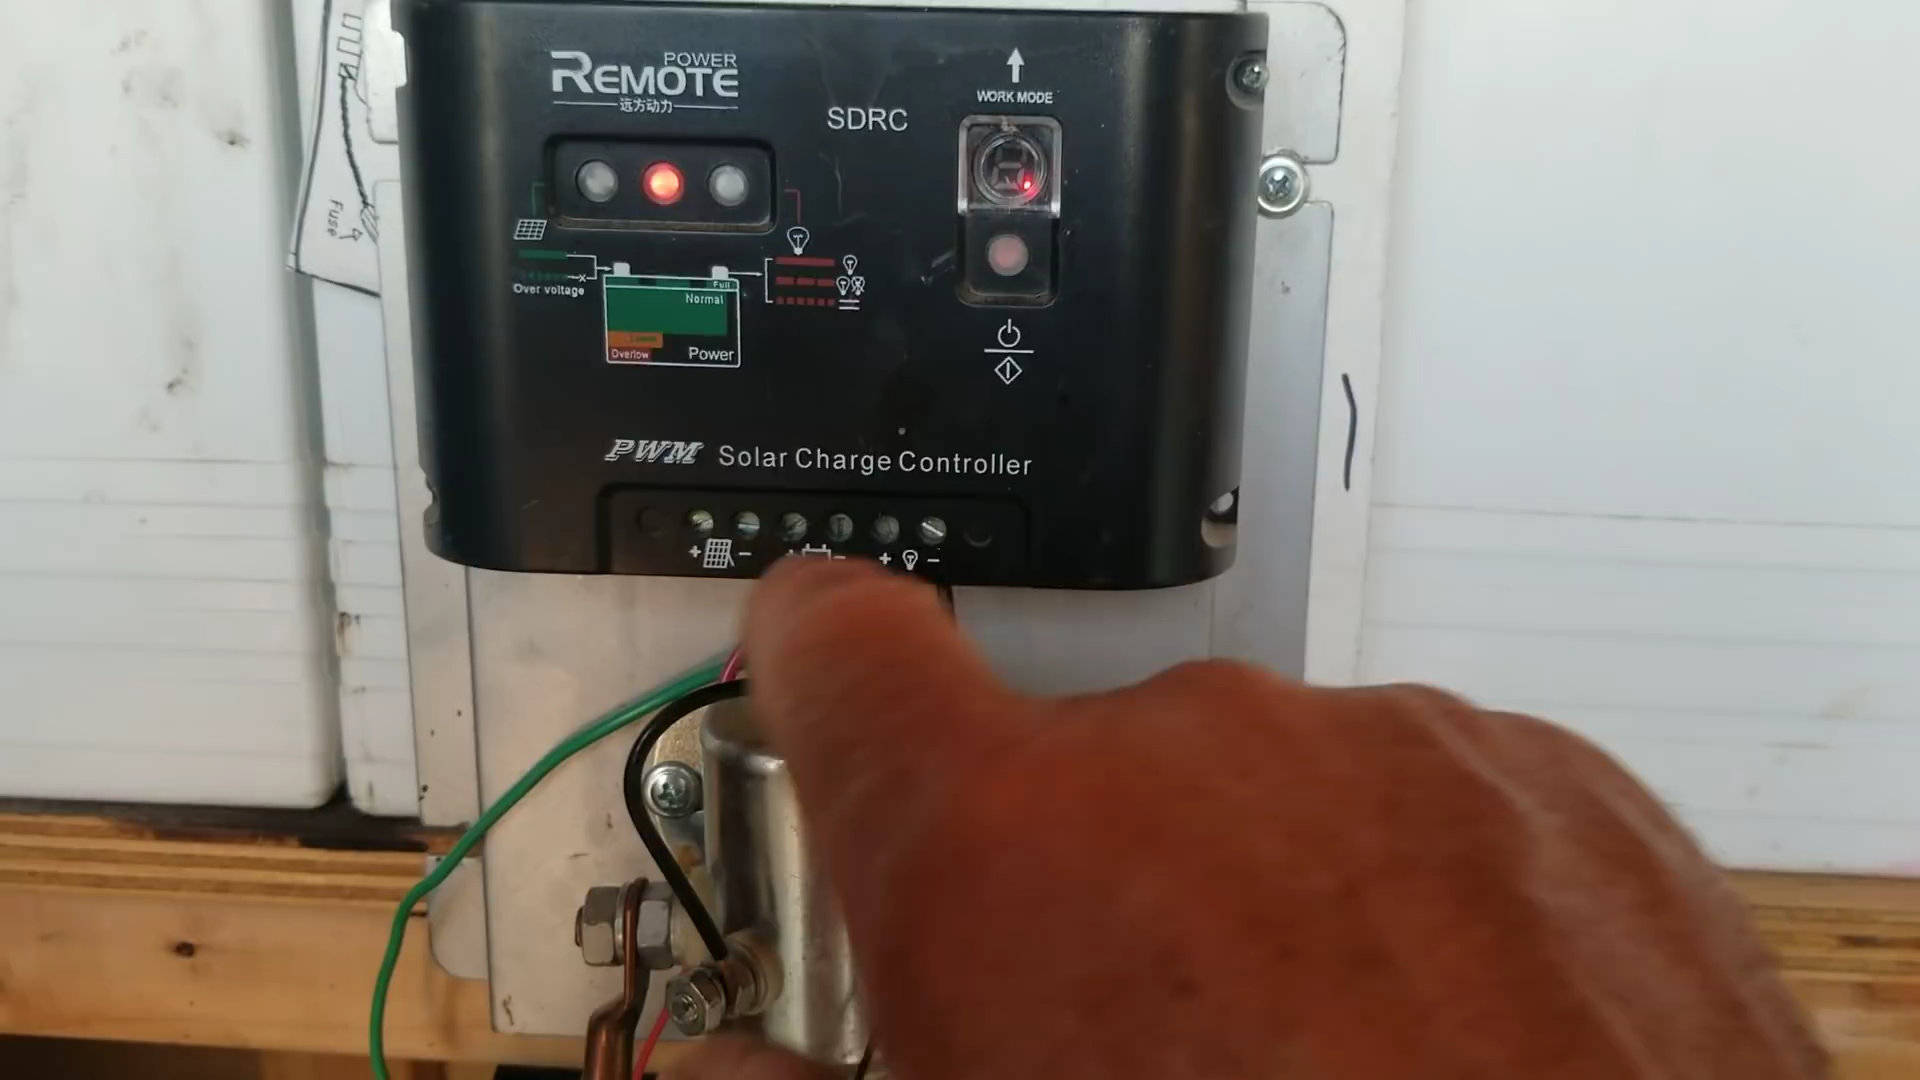 POWER
REMOTE
远方动力
SDRC
WORK MODE
Fuse
Over voltage
Full
Normal
Overlow
Power
PWM Solar Charge Controller
+ - + - + -